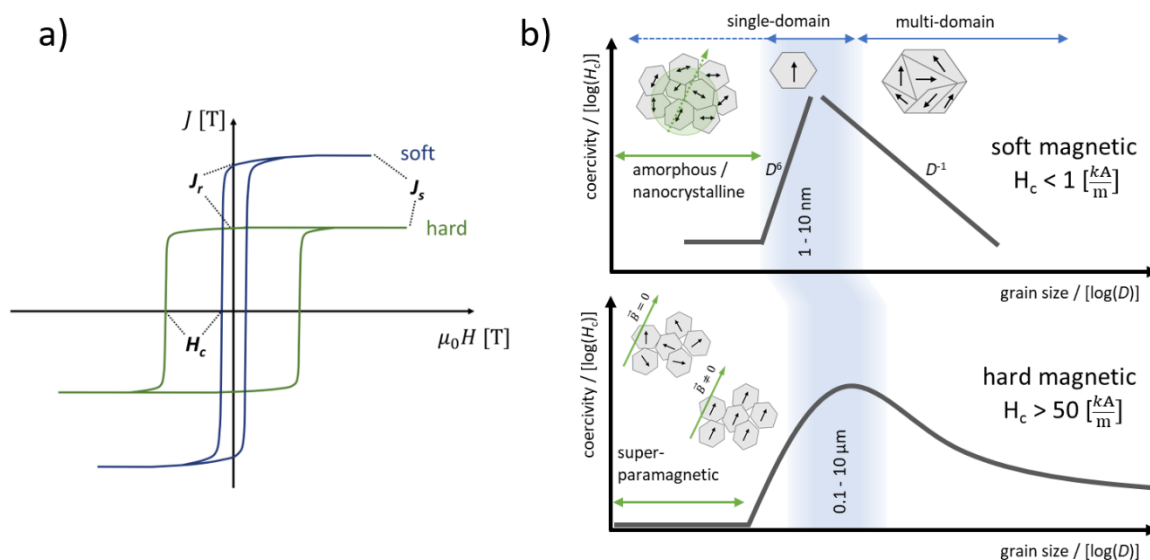 a)
J [T]
soft
J_r
J_s
hard
H_c
μ₀H [T]
b)
single-domain
multi-domain
coercivity / [log(H_c)]
amorphous /
nanocrystalline
D⁶
1 - 10 nm
D⁻¹
soft magnetic
H_c < 1 [kA/m]
grain size / [log(D)]
coercivity / [log(H_c)]
B⃗ = 0
B⃗ ≠ 0
super-
paramagnetic
0.1 - 10 µm
hard magnetic
H_c > 50 [kA/m]
grain size / [log(D)]